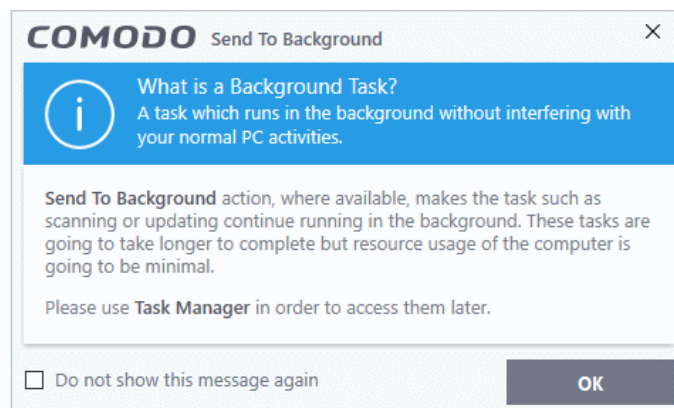 COMODO Send To Background
What is a Background Task?
A task which runs in the background without interfering with
your normal PC activities.
Send To Background action, where available, makes the task such as
scanning or updating continue running in the background. These tasks are
going to take longer to complete but resource usage of the computer is
going to be minimal.
Please use Task Manager in order to access them later.
Do not show this message again
OK